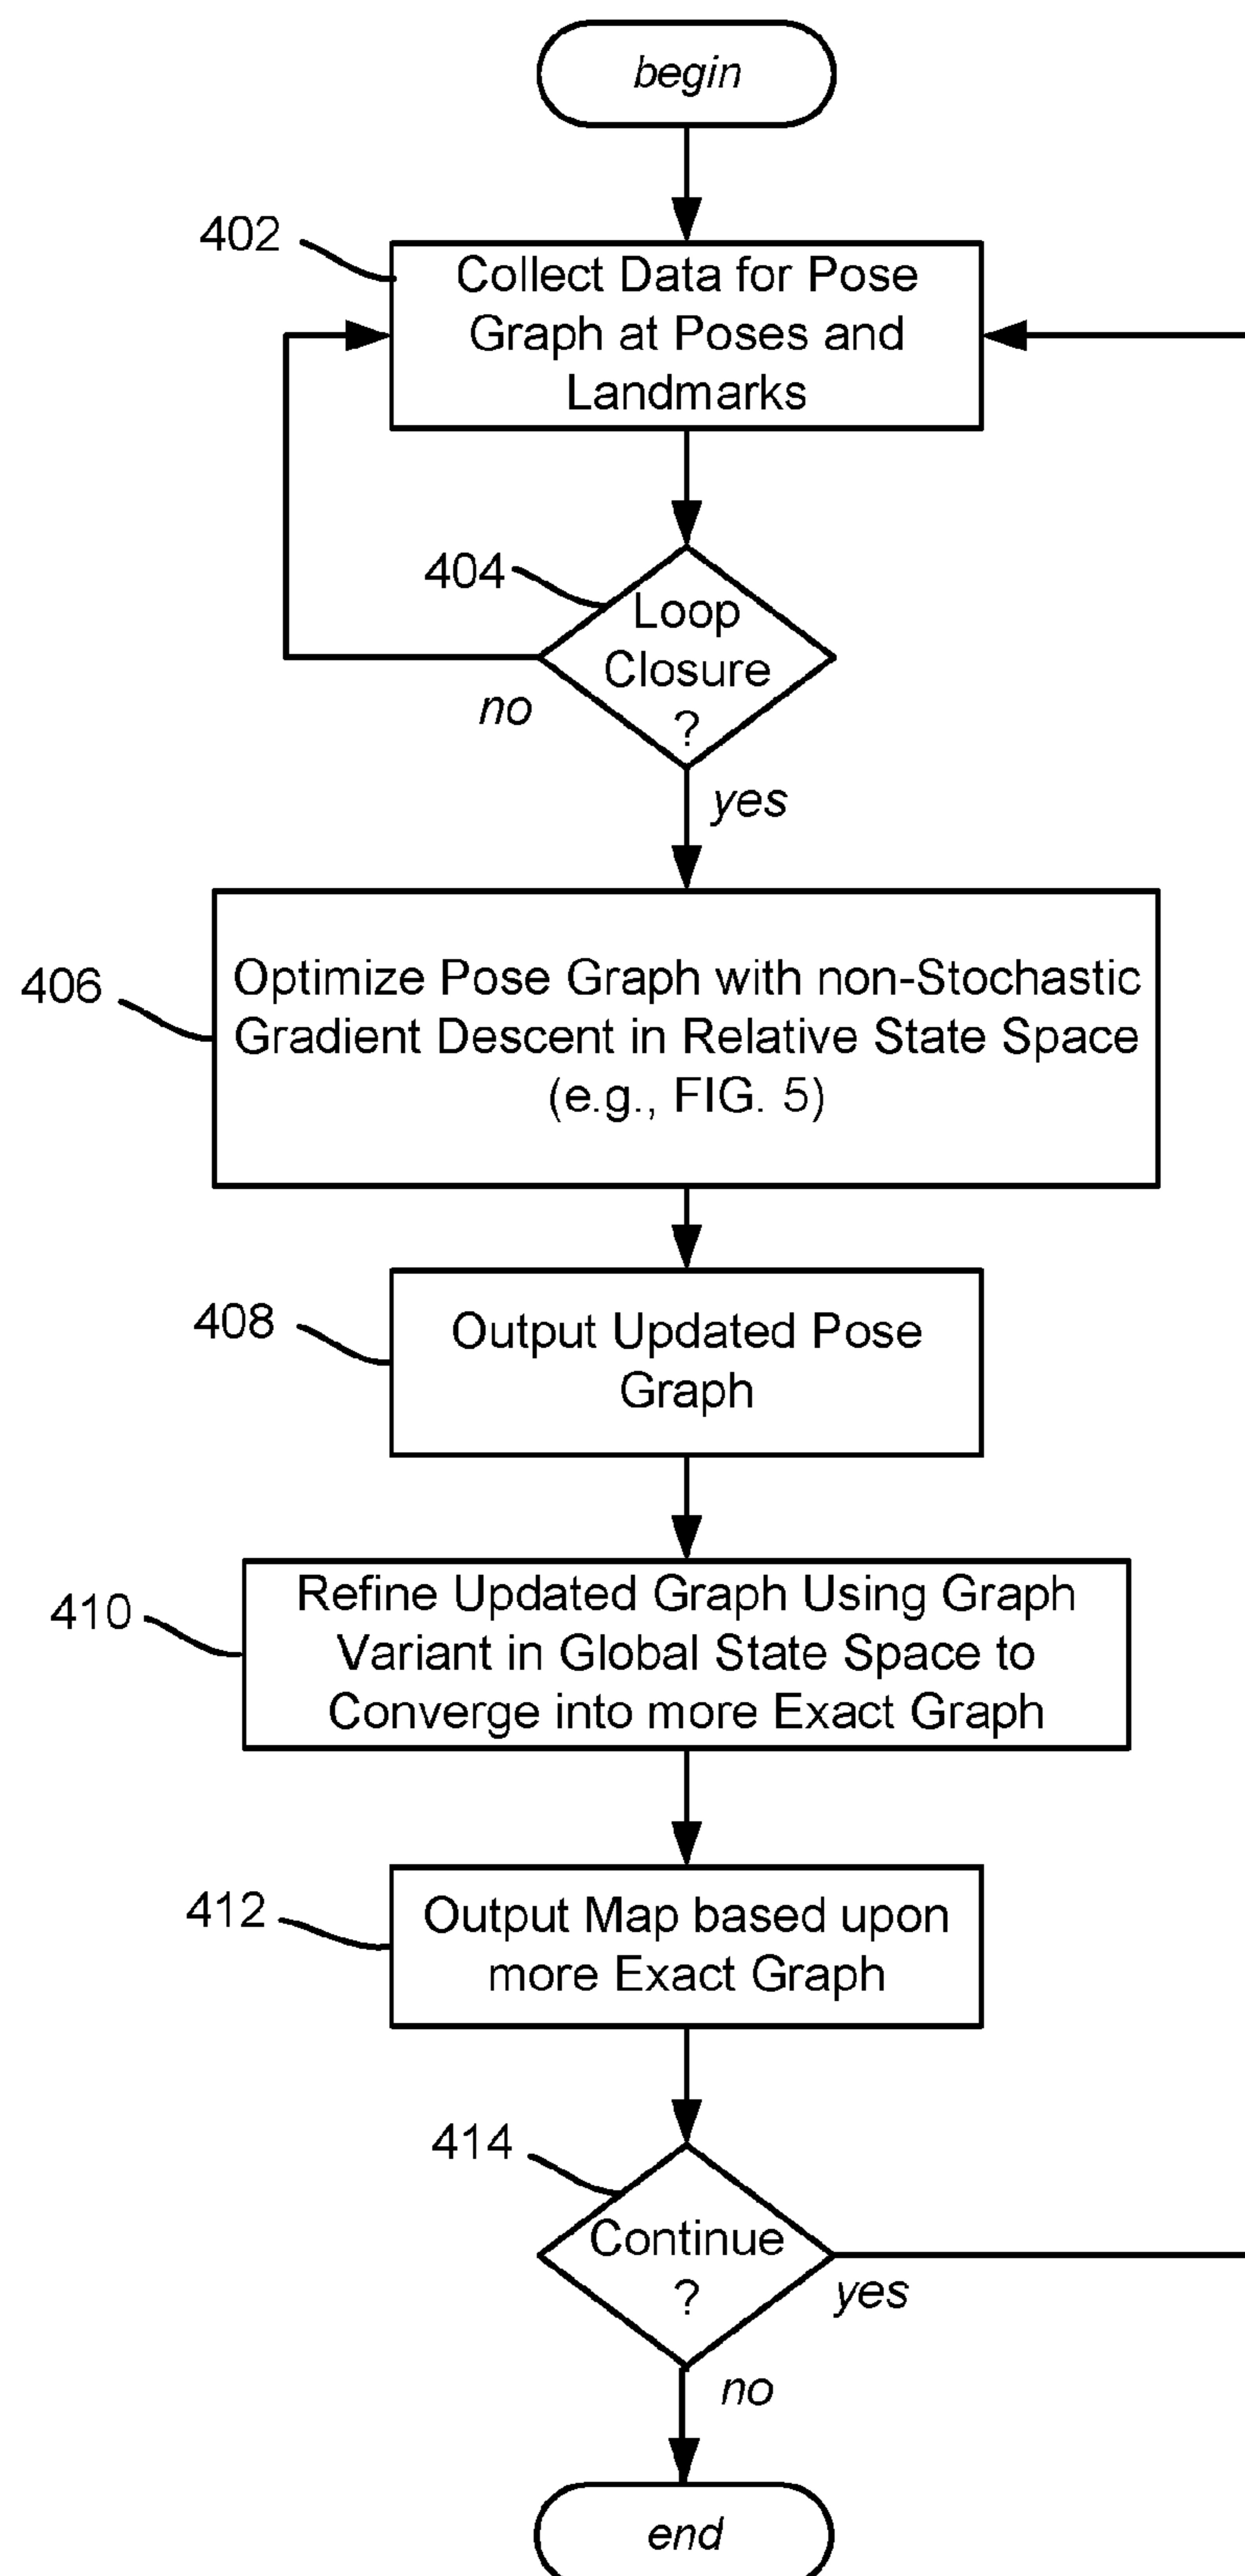 begin
402
Collect Data for Pose
Graph at Poses and
Landmarks
404
Loop
Closure
?
no
yes
406
Optimize Pose Graph with non-Stochastic
Gradient Descent in Relative State Space
(e.g., FIG. 5)
408
Output Updated Pose
Graph
410
Refine Updated Graph Using Graph
Variant in Global State Space to
Converge into more Exact Graph
412
Output Map based upon
more Exact Graph
414
Continue
?
yes
no
end